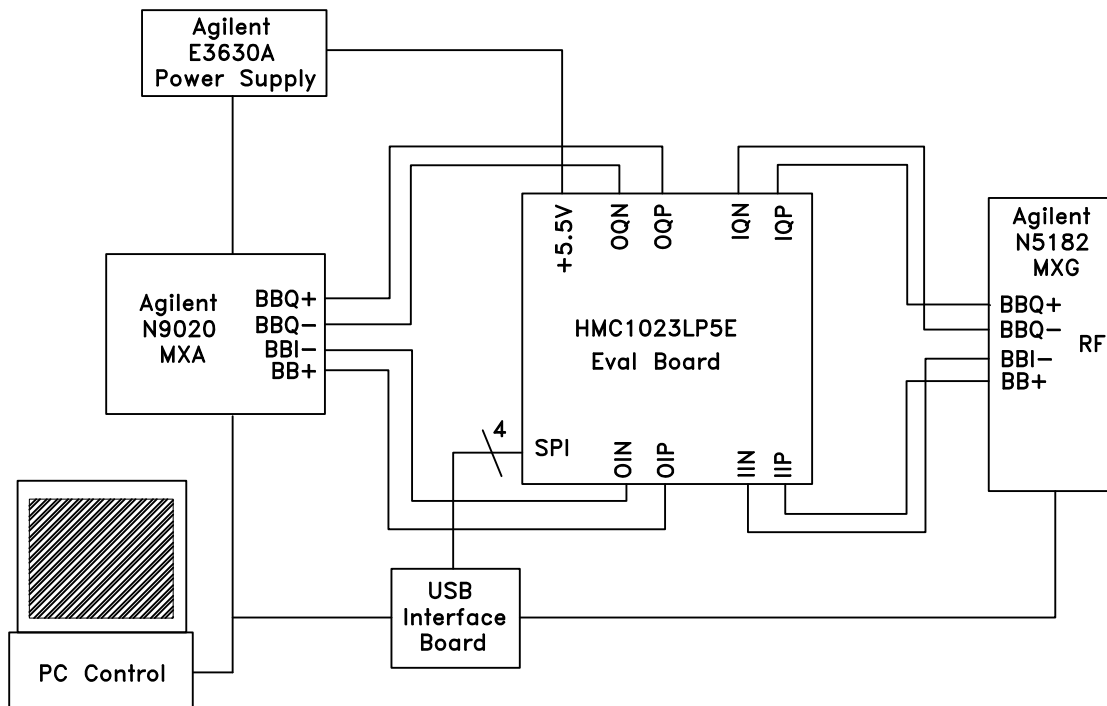 Agilent
E3630A
Power Supply
+5.5V
OQN
OQP
IQN
IQP
Agilent
N5182
MXG
BBQ+
BBQ-
BBI-
BB+
RF
Agilent
N9020
MXA
BBQ+
BBQ-
BBI-
BB+
HMC1023LP5E
Eval Board
4
SPI
OIN
OIP
IIN
IIP
USB
Interface
Board
PC Control